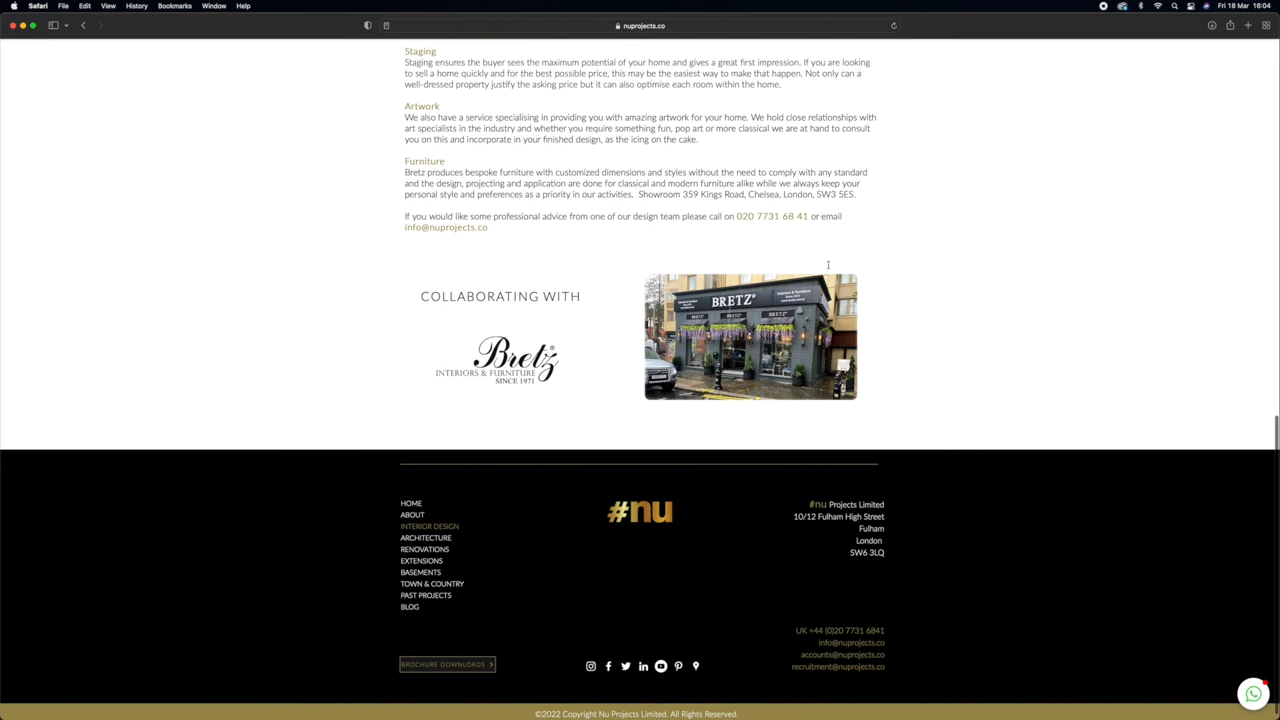 Safari File Edit View History Bookmarks Window Help
Fri 18 Mar 16:04
nuprojects.co
Staging
Staging ensures the buyer sees the maximum potential of your home and gives a great first impression. If you are looking
to sell a home quickly and for the best possible price, this may be the easiest way to make that happen. Not only can a
well-dressed property justify the asking price but it can also optimise each room within the home.
Artwork
We also have a service specialising in providing you with amazing artwork for your home. We hold close relationships with
art specialists in the industry and whether you require something fun, pop art or more classical we are at hand to consult
you on this and incorporate in your finished design, as the icing on the cake.
Furniture
Bretz produces bespoke furniture with customized dimensions and styles without the need to comply with any standard
and the design, projecting and application are done for classical and modern furniture alike while we always keep your
personal style and preferences as a priority in our activities. Showroom 359 Kings Road, Chelsea, London, SW3 5ES.
If you would like some professional advice from one of our design team please call on 020 7731 68 41 or email
info@nuprojects.co
COLLABORATING WITH
Bretz®
INTERIORS & FURNITURE
SINCE 1971
BRETZ®
BRETZ BRETZ BRETZ
HOME
ABOUT
INTERIOR DESIGN
ARCHITECTURE
RENOVATIONS
EXTENSIONS
BASEMENTS
TOWN & COUNTRY
PAST PROJECTS
BLOG
BROCHURE DOWNLOADS >
#nu
#nu Projects Limited
10/12 Fulham High Street
Fulham
London
SW6 3LQ
UK +44 (0)20 7731 6841
info@nuprojects.co
accounts@nuprojects.co
recruitment@nuprojects.co
©2022 Copyright Nu Projects Limited. All Rights Reserved.